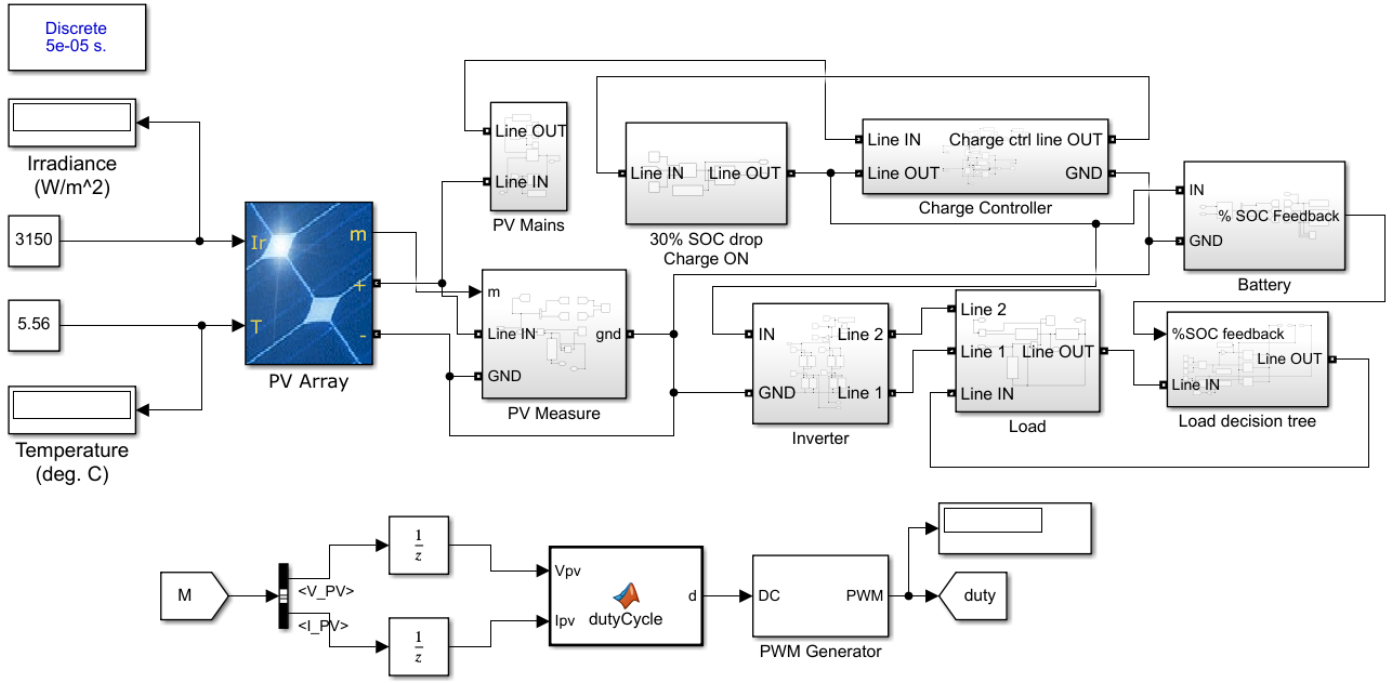 Discrete
5e-05 s.
Irradiance
(W/m^2)
3150
5.56
Temperature
(deg. C)
Ir
T
m
+
-
PV Array
Line OUT
Line IN
PV Mains
m
Line IN
GND
gnd
PV Measure
Line IN
Line OUT
30% SOC drop
Charge ON
Line IN
Line OUT
Charge ctrl line OUT
GND
Charge Controller
IN
GND
% SOC Feedback
Battery
IN
GND
Line 2
Line 1
Inverter
Line 2
Line 1
Line IN
Line OUT
Load
%SOC feedback
Line IN
Line OUT
Load decision tree
M
<V_PV>
<I_PV>
1
z
1
z
Vpv
Ipv
d
dutyCycle
DC
PWM
PWM Generator
duty